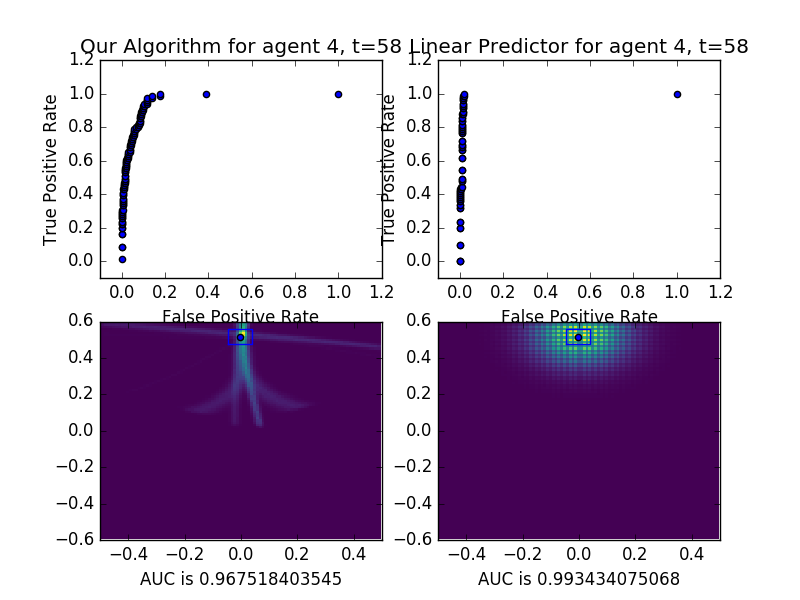 Our Algorithm for agent 4, t=58
Linear Predictor for agent 4, t=58
1.2
1.0
0.8
0.6
0.4
0.2
0.0
True Positive Rate
0.0 0.2 0.4 0.6 0.8 1.0 1.2
False Positive Rate
1.2
1.0
0.8
0.6
0.4
0.2
0.0
True Positive Rate
0.0 0.2 0.4 0.6 0.8 1.0 1.2
False Positive Rate
0.6
0.4
0.2
0.0
−0.2
−0.4
−0.6
−0.4 −0.2 0.0 0.2 0.4
AUC is 0.967518403545
0.6
0.4
0.2
0.0
−0.2
−0.4
−0.6
−0.4 −0.2 0.0 0.2 0.4
AUC is 0.993434075068